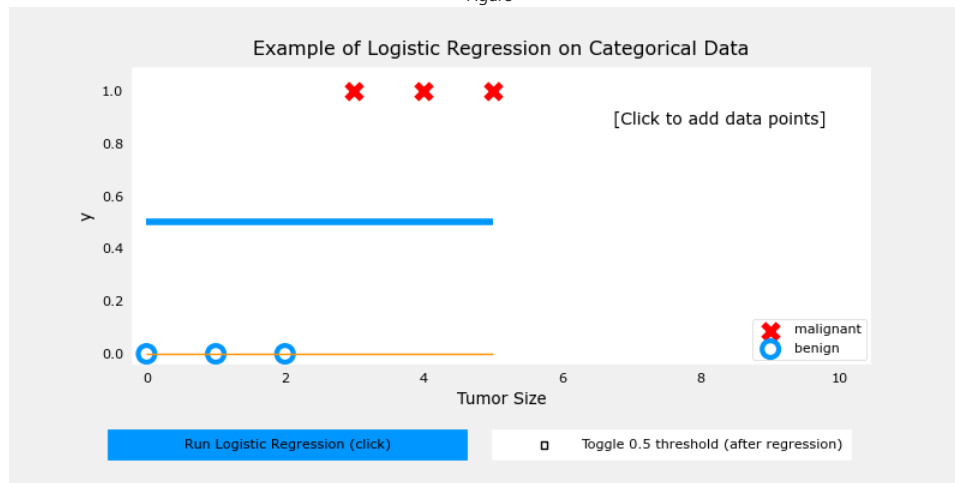 Figure
Example of Logistic Regression on Categorical Data
1.0
[Click to add data points]
0.8
0.6
y
0.4
0.2
malignant
0.0
benign
0 2 4 6 8 10
Tumor Size
Run Logistic Regression (click)
Toggle 0.5 threshold (after regression)